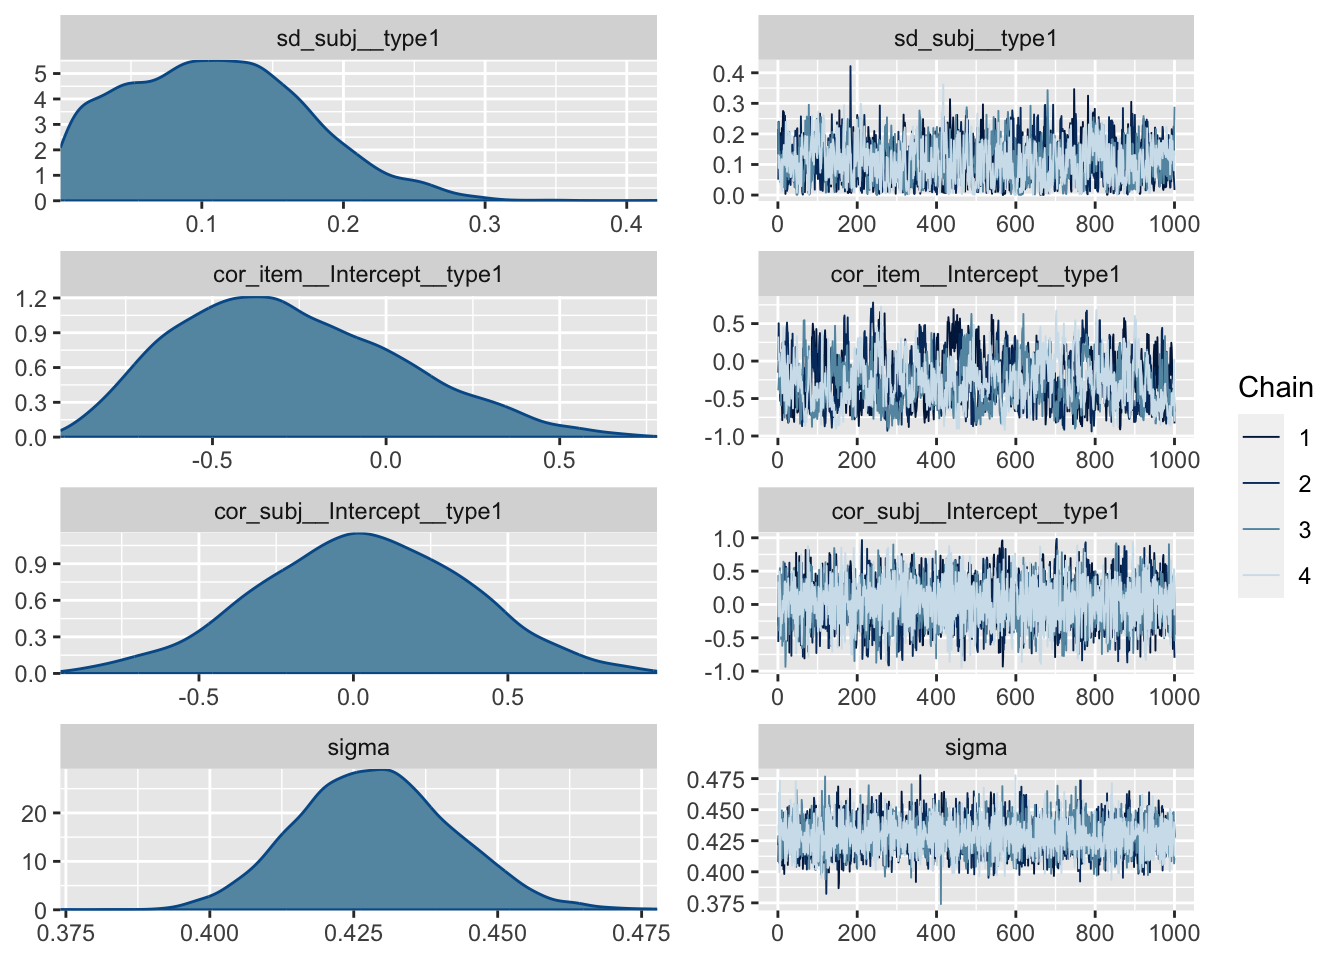 sd_subj__type1
5
4
3
2
1
0
0.1 0.2 0.3 0.4
sd_subj__type1
0.4
0.3
0.2
0.1
0.0
0 200 400 600 800 1000
cor_item__Intercept__type1
1.2
0.9
0.6
0.3
0.0
-0.5 0.0 0.5
cor_item__Intercept__type1
0.5
0.0
-0.5
-1.0
0 200 400 600 800 1000
cor_subj__Intercept__type1
0.9
0.6
0.3
0.0
-0.5 0.0 0.5
cor_subj__Intercept__type1
1.0
0.5
0.0
-0.5
-1.0
0 200 400 600 800 1000
sigma
20
10
0
0.375 0.400 0.425 0.450 0.475
sigma
0.475
0.450
0.425
0.400
0.375
0 200 400 600 800 1000
Chain
1
2
3
4